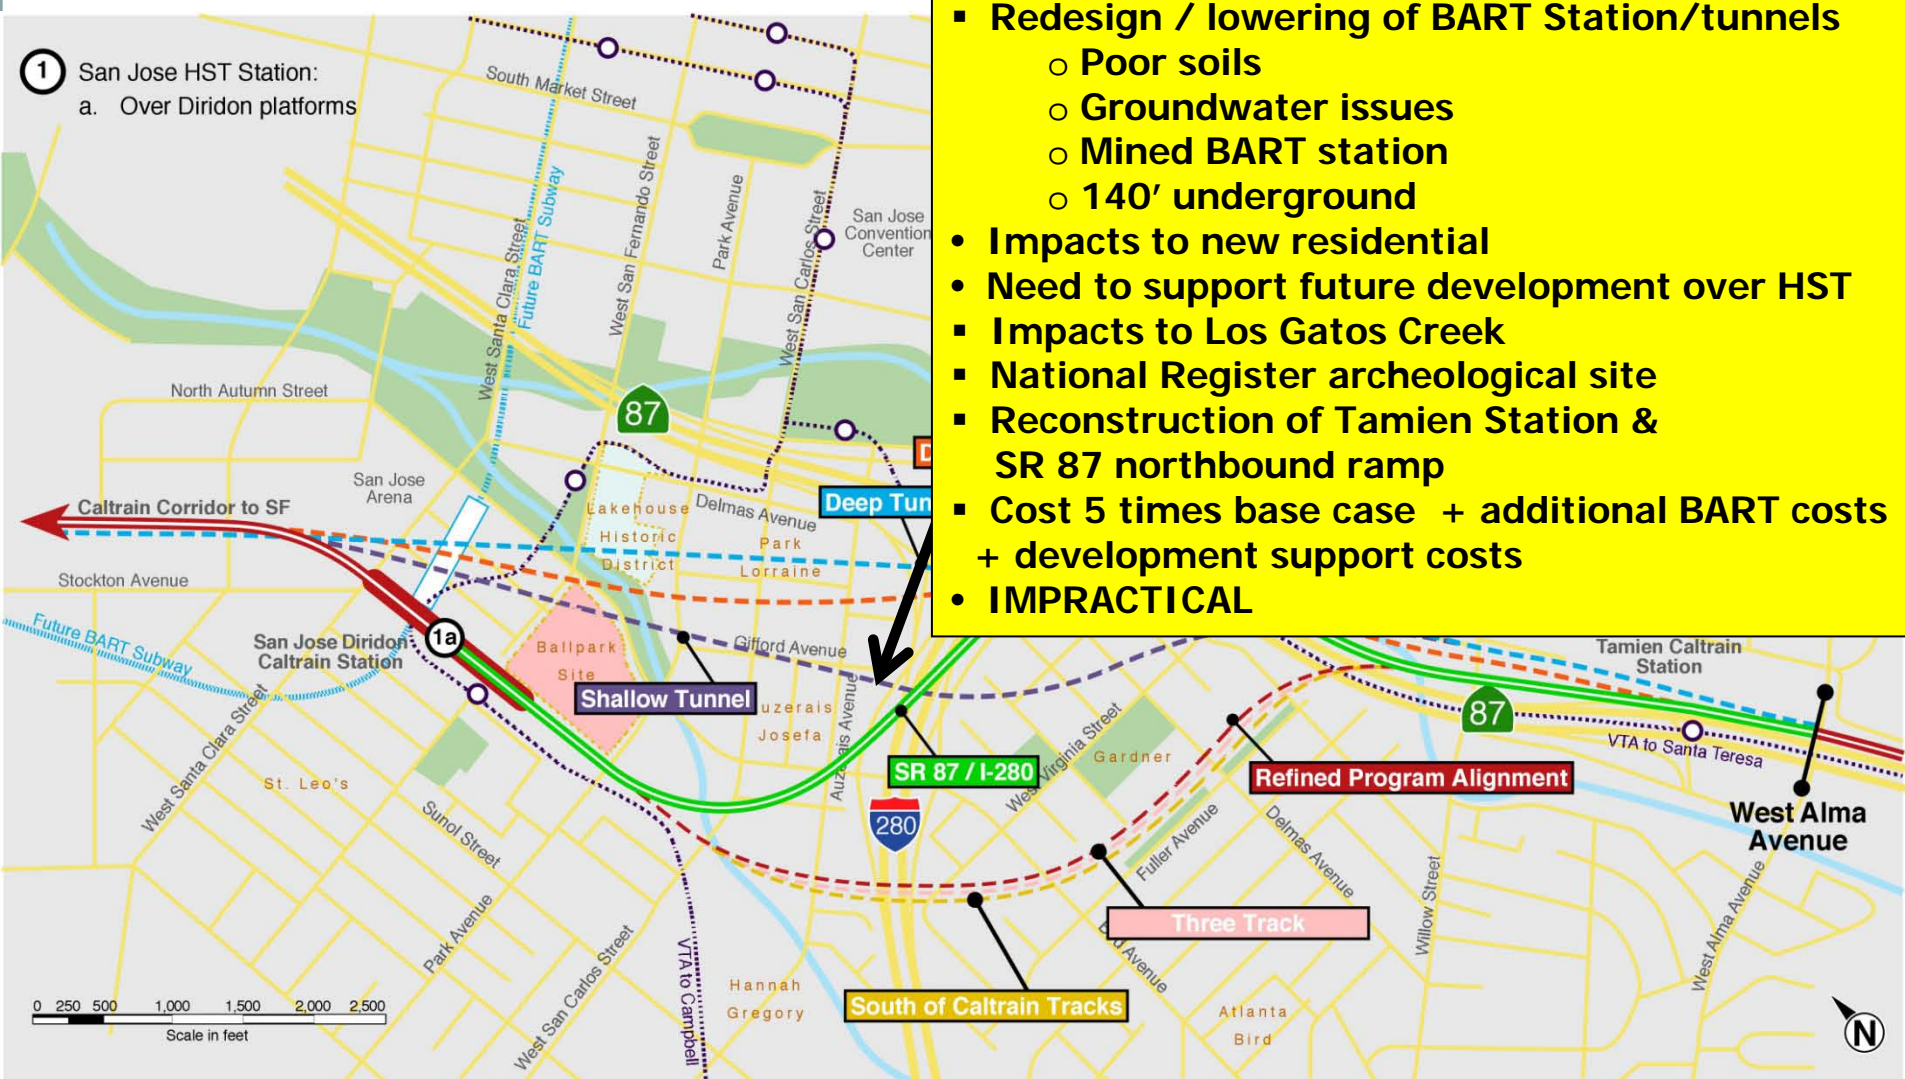 1 San Jose HST Station:
a. Over Diridon platforms
▪ Redesign / lowering of BART Station/tunnels
o Poor soils
o Groundwater issues
o Mined BART station
o 140’ underground
• Impacts to new residential
• Need to support future development over HST
▪ Impacts to Los Gatos Creek
▪ National Register archeological site
▪ Reconstruction of Tamien Station &
SR 87 northbound ramp
▪ Cost 5 times base case + additional BART costs
+ development support costs
• IMPRACTICAL
South Market Street
Future BART Subway
West Santa Clara Street
West San Fernando Street
Park Avenue
West San Carlos Street
San Jose
Convention
Center
North Autumn Street
87
San Jose
Arena
Caltrain Corridor to SF
Stockton Avenue
Future BART Subway
San Jose Diridon
Caltrain Station
1a
Lakehouse
Historic
District
Delmas Avenue
Park
Lorraine
Deep Tun
D
Ballpark
Site
Gifford Avenue
Shallow Tunnel
uzerais
Josefa
Auzerais Avenue
SR 87 / I-280
280
West Virginia Street
Gardner
Refined Program Alignment
Tamien Caltrain
Station
87
VTA to Santa Teresa
West Alma
Avenue
St. Leo's
West Santa Clara Street
Sunol Street
Park Avenue
West San Carlos Street
VTA to Campbell
Hannah
Gregory
South of Caltrain Tracks
Three Track
Fuller Avenue
Delmas Avenue
Bird Avenue
Willow Street
West Alma Avenue
Atlanta
Bird
0 250 500 1,000 1,500 2,000 2,500
Scale in feet
N